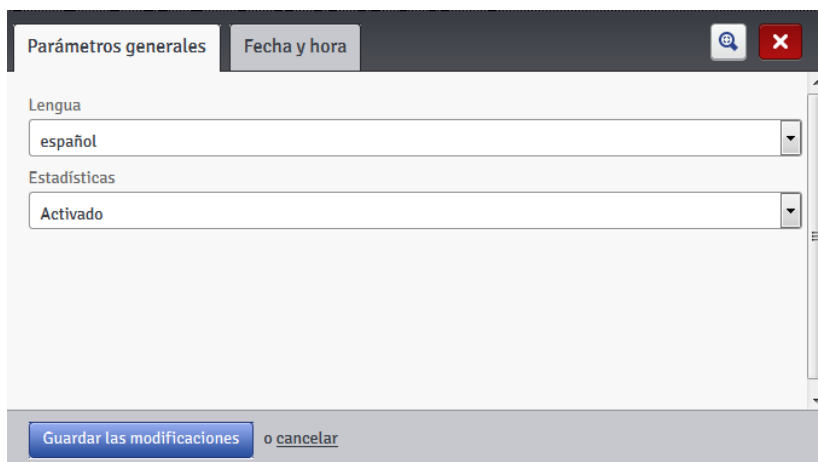 Parámetros generales Fecha y hora
Lengua
español
Estadísticas
Activado
Guardar las modificaciones o cancelar